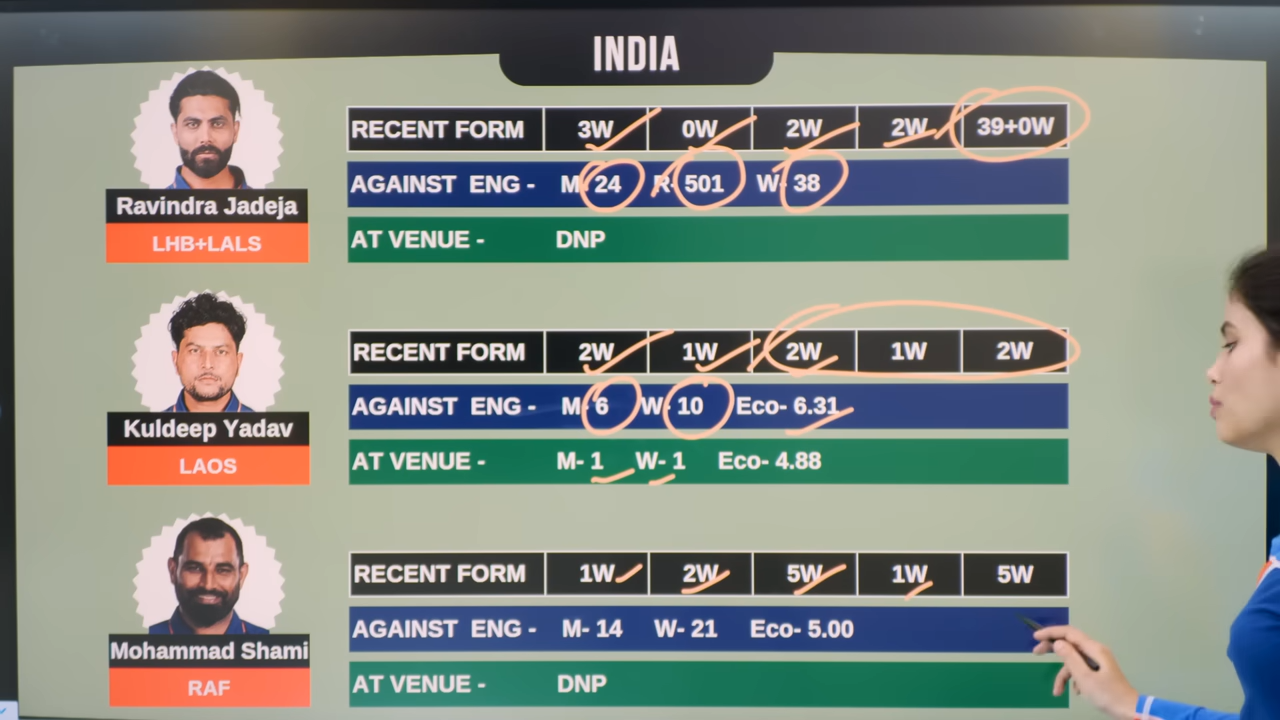 INDIA
RECENT FORM 3W 0W 2W 2W 39+0W
AGAINST ENG - M- 24 R- 501 W- 38
Ravindra Jadeja
LHB+LALS
AT VENUE - DNP
RECENT FORM 2W 1W 2W 1W 2W
AGAINST ENG - M- 6 W- 10 Eco- 6.31
Kuldeep Yadav
LAOS
AT VENUE - M- 1 W- 1 Eco- 4.88
RECENT FORM 1W 2W 5W 1W 5W
AGAINST ENG - M- 14 W- 21 Eco- 5.00
Mohammad Shami
RAF
AT VENUE - DNP